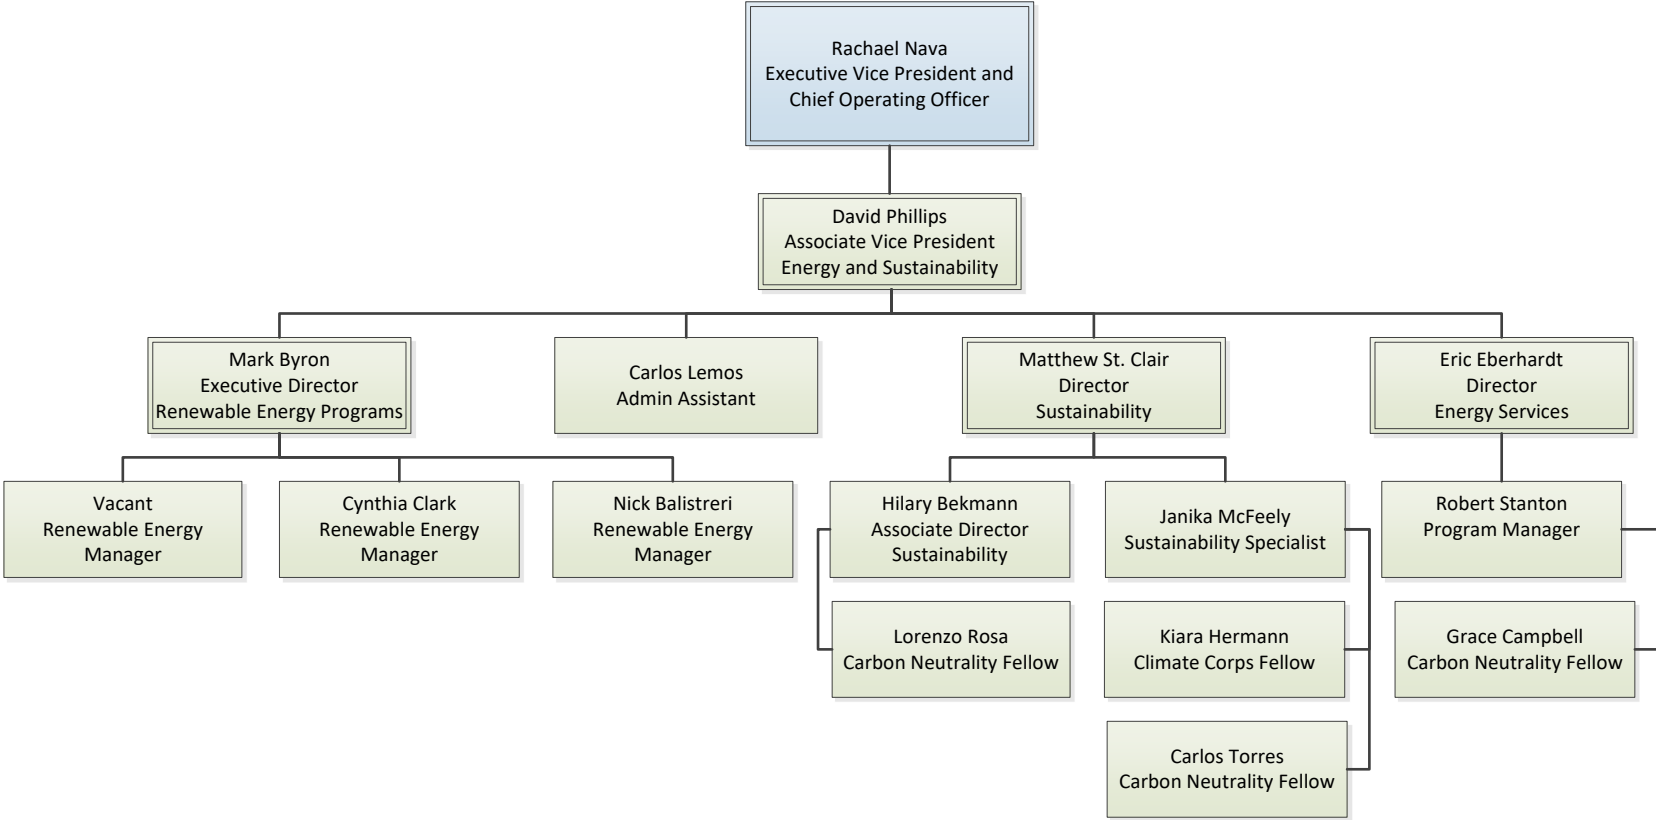 Rachael Nava
Executive Vice President and
Chief Operating Officer
David Phillips
Associate Vice President
Energy and Sustainability
Mark Byron
Executive Director
Renewable Energy Programs
Carlos Lemos
Admin Assistant
Matthew St. Clair
Director
Sustainability
Eric Eberhardt
Director
Energy Services
Vacant
Renewable Energy
Manager
Cynthia Clark
Renewable Energy
Manager
Nick Balistreri
Renewable Energy
Manager
Hilary Bekmann
Associate Director
Sustainability
Janika McFeely
Sustainability Specialist
Robert Stanton
Program Manager
Lorenzo Rosa
Carbon Neutrality Fellow
Kiara Hermann
Climate Corps Fellow
Grace Campbell
Carbon Neutrality Fellow
Carlos Torres
Carbon Neutrality Fellow